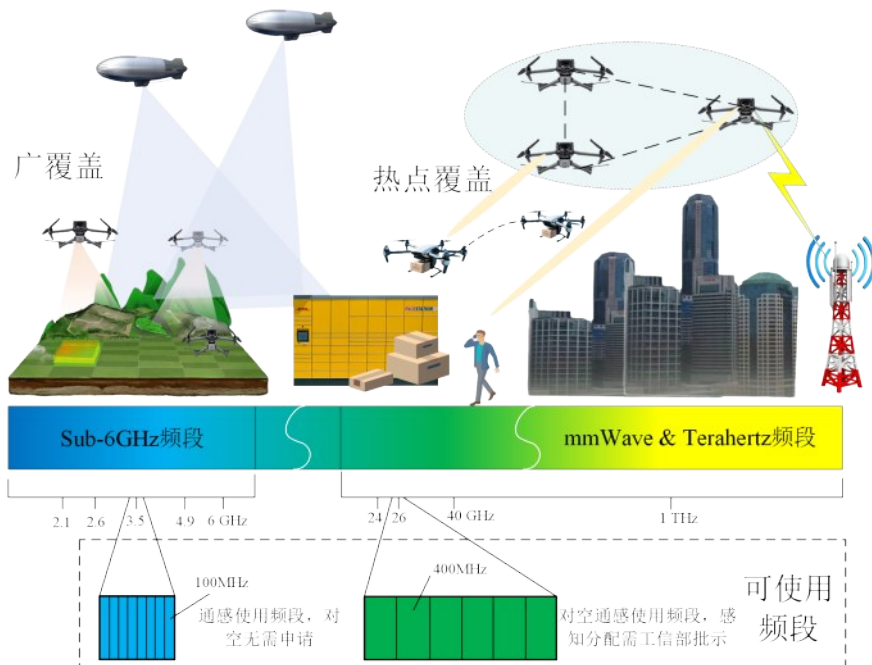 广覆盖
热点覆盖
Sub-6GHz频段
mmWave & Terahertz频段
2.1
2.6
3.5
4.9
6 GHz
24
26
40 GHz
1 THz
100MHz
通感使用频段，对
空无需申请
400MHz
对空通感使用频段，感
知分配需工信部批示
可使用
频段